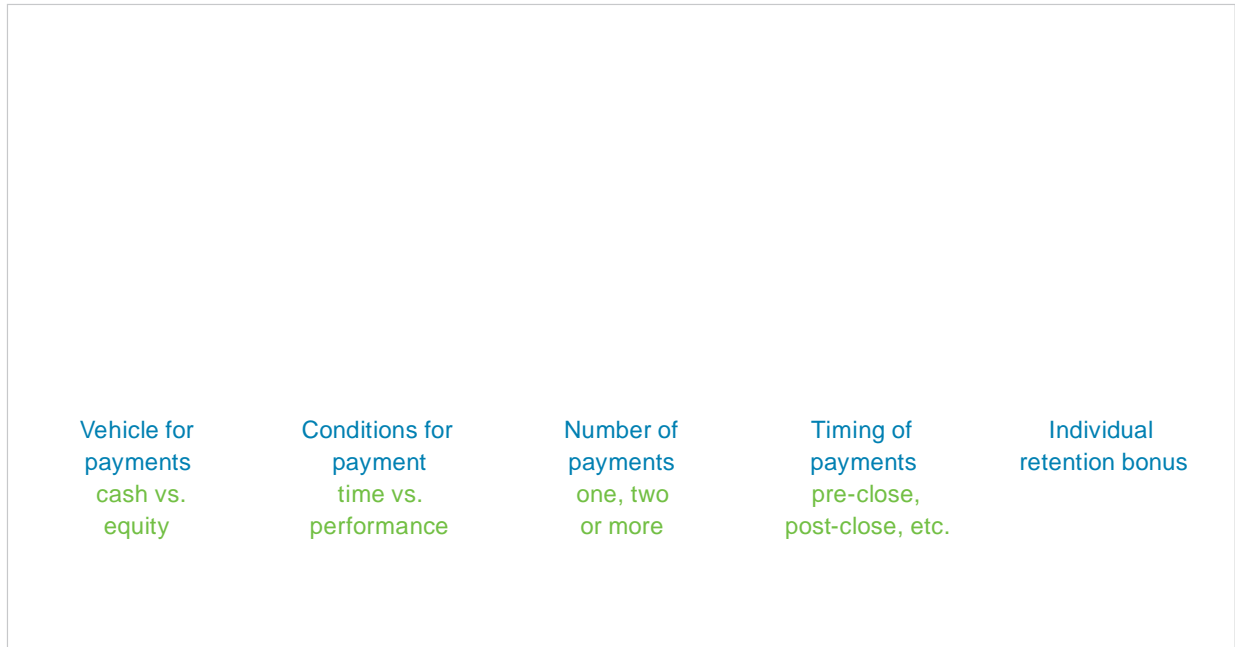 Vehicle for
payments
cash vs.
equity
Conditions for
payment
time vs.
performance
Number of
payments
one, two
or more
Timing of
payments
pre-close,
post-close, etc.
Individual
retention bonus